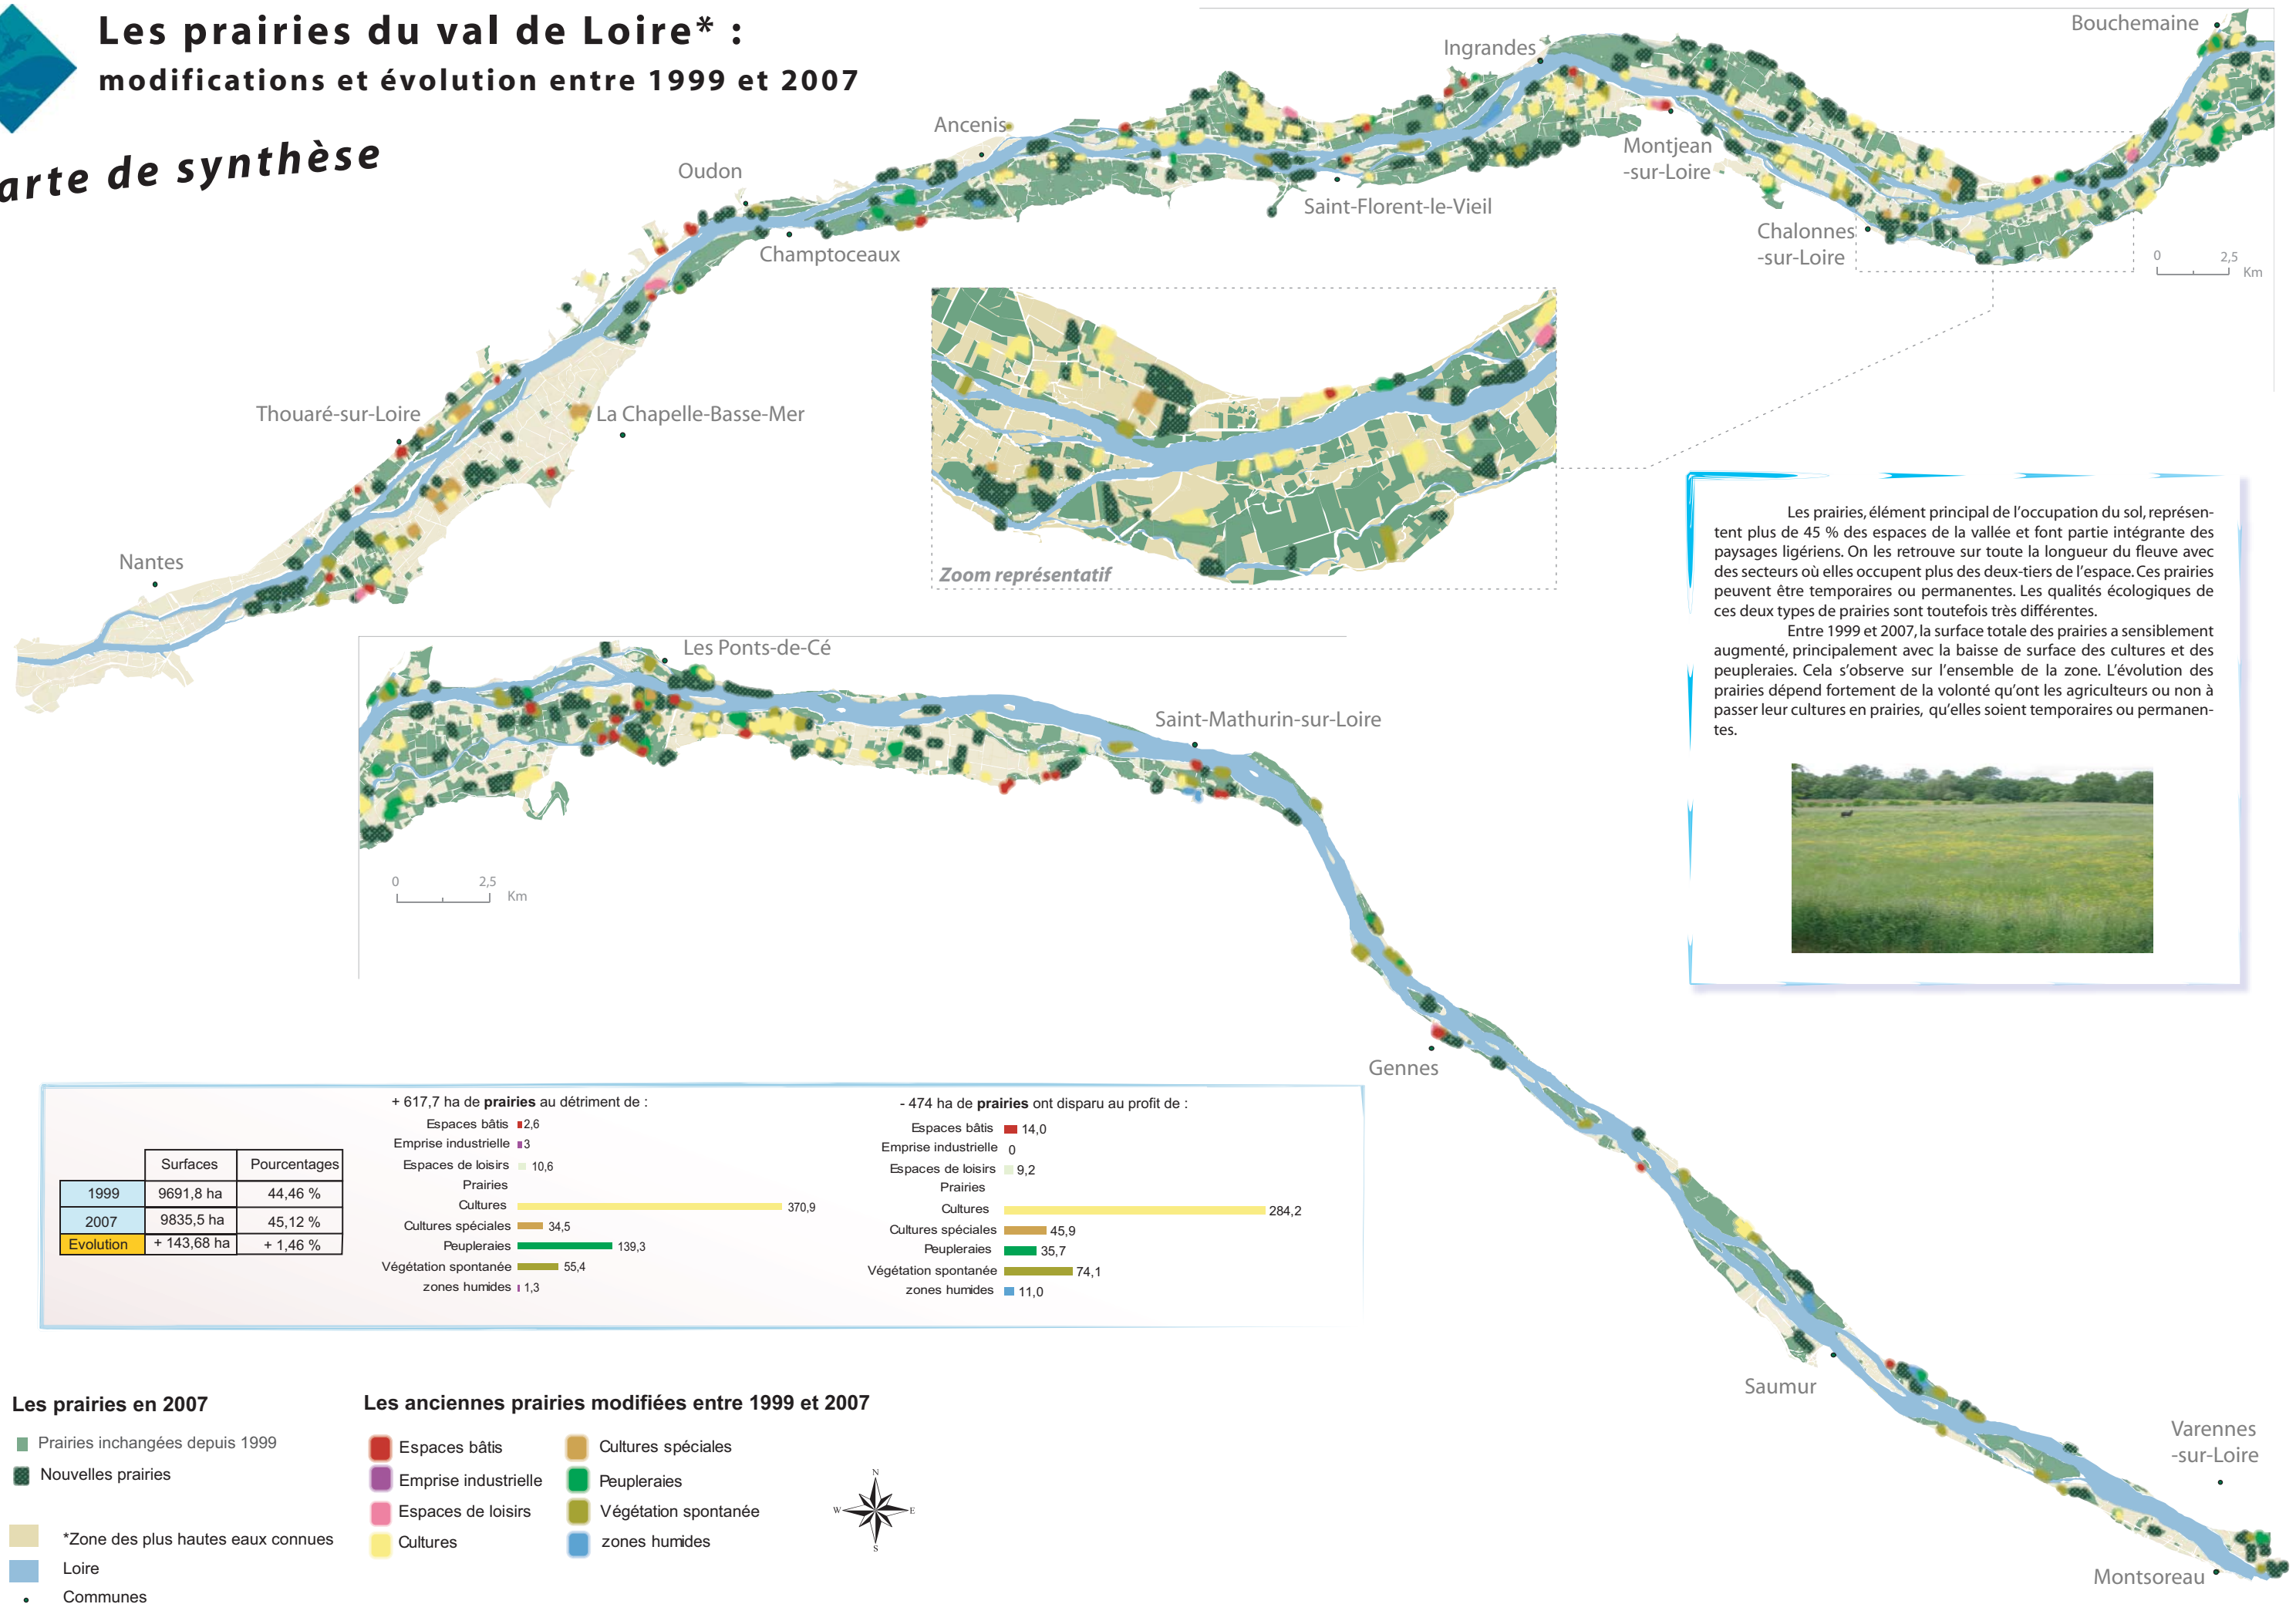 Les prairies du val de Loire* :
modifications et évolution entre 1999 et 2007
arte de synthèse
Bouchemaine
Ingrandes
Ancenis
Oudon
Montjean
-sur-Loire
Saint-Florent-le-Vieil
Champtoceaux
Chalonnes
-sur-Loire
0 2,5
Km
Thouaré-sur-Loire
La Chapelle-Basse-Mer
Nantes
Zoom représentatif
Les prairies, élément principal de l'occupation du sol, représen-
tent plus de 45 % des espaces de la vallée et font partie intégrante des
paysages ligériens. On les retrouve sur toute la longueur du fleuve avec
des secteurs où elles occupent plus des deux-tiers de l'espace. Ces prairies
peuvent être temporaires ou permanentes. Les qualités écologiques de
ces deux types de prairies sont toutefois très différentes.
Entre 1999 et 2007, la surface totale des prairies a sensiblement
augmenté, principalement avec la baisse de surface des cultures et des
peupleraies. Cela s'observe sur l'ensemble de la zone. L'évolution des
prairies dépend fortement de la volonté qu'ont les agriculteurs ou non à
passer leur cultures en prairies, qu'elles soient temporaires ou permanen-
tes.
Les Ponts-de-Cé
Saint-Mathurin-sur-Loire
0 2,5
Km
Gennes
Saumur
Varennes
-sur-Loire
Montsoreau
Surfaces Pourcentages
1999 9691,8 ha 44,46 %
2007 9835,5 ha 45,12 %
Evolution + 143,68 ha + 1,46 %
+ 617,7 ha de prairies au détriment de :
Espaces bâtis 2,6
Emprise industrielle 3
Espaces de loisirs 10,6
Prairies
Cultures 370,9
Cultures spéciales 34,5
Peupleraies 139,3
Végétation spontanée 55,4
zones humides 1,3
- 474 ha de prairies ont disparu au profit de :
Espaces bâtis 14,0
Emprise industrielle 0
Espaces de loisirs 9,2
Prairies
Cultures 284,2
Cultures spéciales 45,9
Peupleraies 35,7
Végétation spontanée 74,1
zones humides 11,0
Les prairies en 2007
Prairies inchangées depuis 1999
Nouvelles prairies
*Zone des plus hautes eaux connues
Loire
Communes
Les anciennes prairies modifiées entre 1999 et 2007
Espaces bâtis
Emprise industrielle
Espaces de loisirs
Cultures
Cultures spéciales
Peupleraies
Végétation spontanée
zones humides
N
W E
S